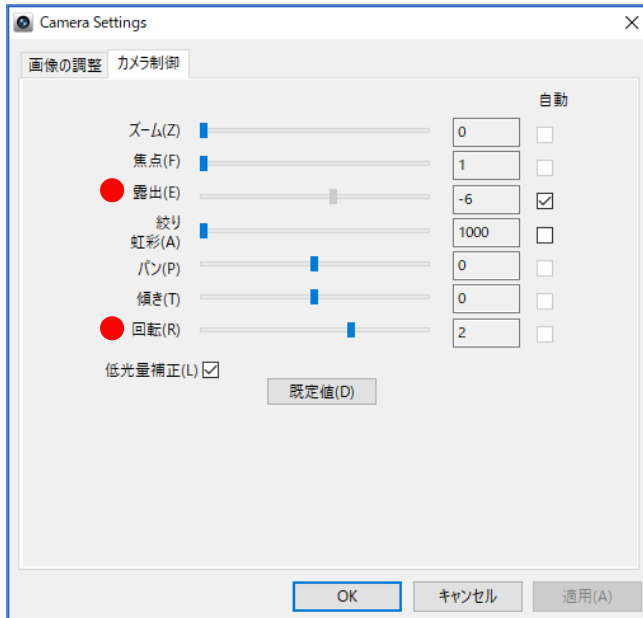 Camera Settings
画像の調整 カメラ制御
自動
ズーム(Z) 0
焦点(F) 1
露出(E) -6
絞り
虹彩(A) 1000
パン(P) 0
傾き(T) 0
回転(R) 2
低光量補正(L)
既定値(D)
OK キャンセル 適用(A)